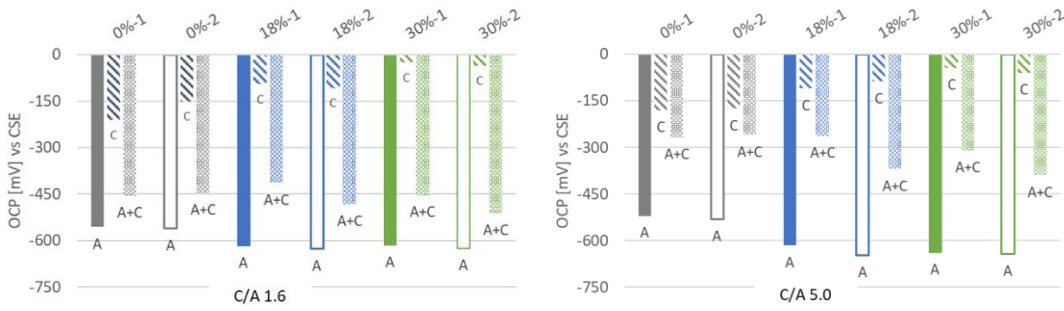 0%-1 0%-2 18%-1 18%-2 30%-1 30%-2
OCP [mV] vs CSE
0
-150
-300
-450
-600
-750
C C C C C C
A+C A+C A+C A+C A+C A+C
A A A A A A
C/A 1.6
0%-1 0%-2 18%-1 18%-2 30%-1 30%-2
OCP [mV] vs CSE
0
-150
-300
-450
-600
-750
C C C C C C
A+C A+C A+C A+C A+C A+C
A A A A A A
C/A 5.0